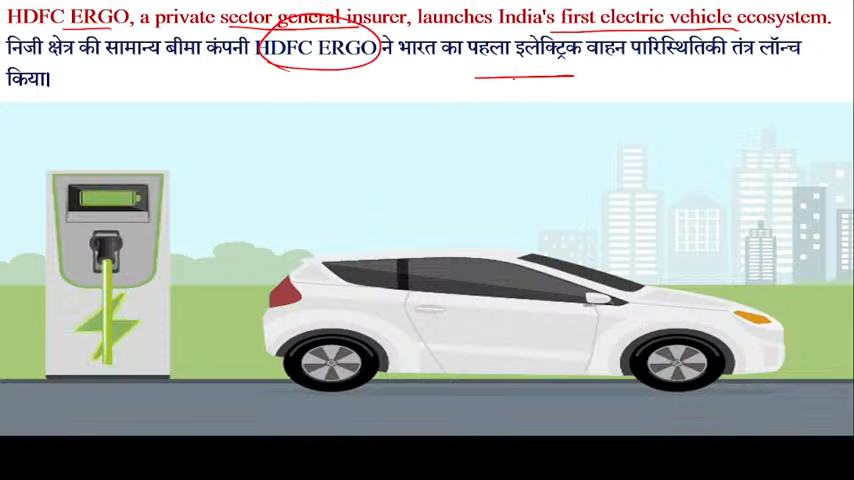 HDFC ERGO, a private sector general insurer, launches India's first electric vehicle ecosystem.
निजी क्षेत्र की सामान्य बीमा कंपनी HDFC ERGO ने भारत का पहला इलेक्ट्रिक वाहन पारिस्थितिकी तंत्र लॉन्च
किया।